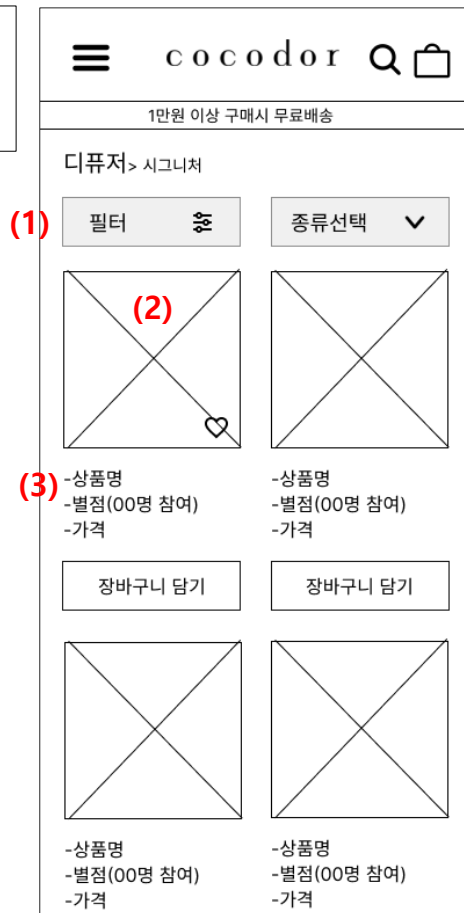 cocodor
1만원 이상 구매시 무료배송
디퓨저> 시그니처
(1) 필터 종류선택
(2)
(3) -상품명 -상품명
-별점(00명 참여) -별점(00명 참여)
-가격 -가격
장바구니 담기 장바구니 담기
-상품명 -상품명
-별점(00명 참여) -별점(00명 참여)
-가격 -가격